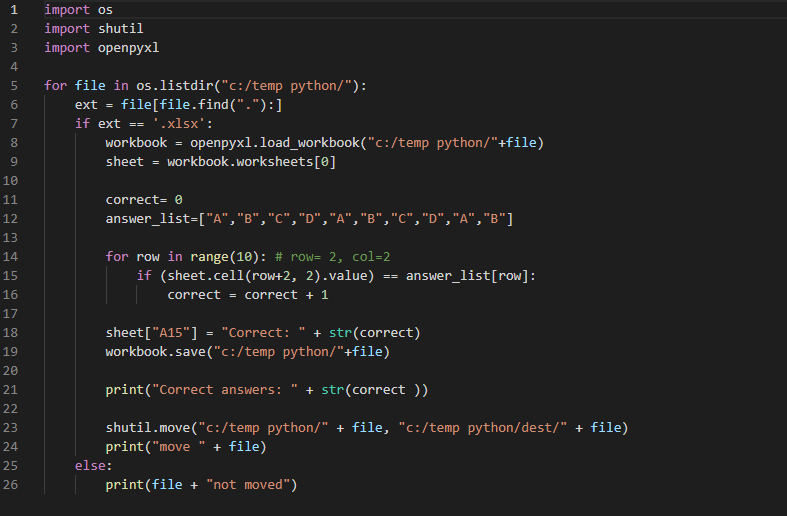 1 import os
2 import shutil
3 import openpyxl
4
5 for file in os.listdir("c:/temp python/"):
6     ext = file[file.find("."):]
7     if ext == '.xlsx':
8         workbook = openpyxl.load_workbook("c:/temp python/"+file)
9         sheet = workbook.worksheets[0]
10
11         correct= 0
12         answer_list=["A","B","C","D","A","B","C","D","A","B"]
13
14         for row in range(10): # row= 2, col=2
15             if (sheet.cell(row+2, 2).value) == answer_list[row]:
16                 correct = correct + 1
17
18         sheet["A15"] = "Correct: " + str(correct)
19         workbook.save("c:/temp python/"+file)
20
21         print("Correct answers: " + str(correct ))
22
23         shutil.move("c:/temp python/" + file, "c:/temp python/dest/" + file)
24         print("move " + file)
25     else:
26         print(file + "not moved")